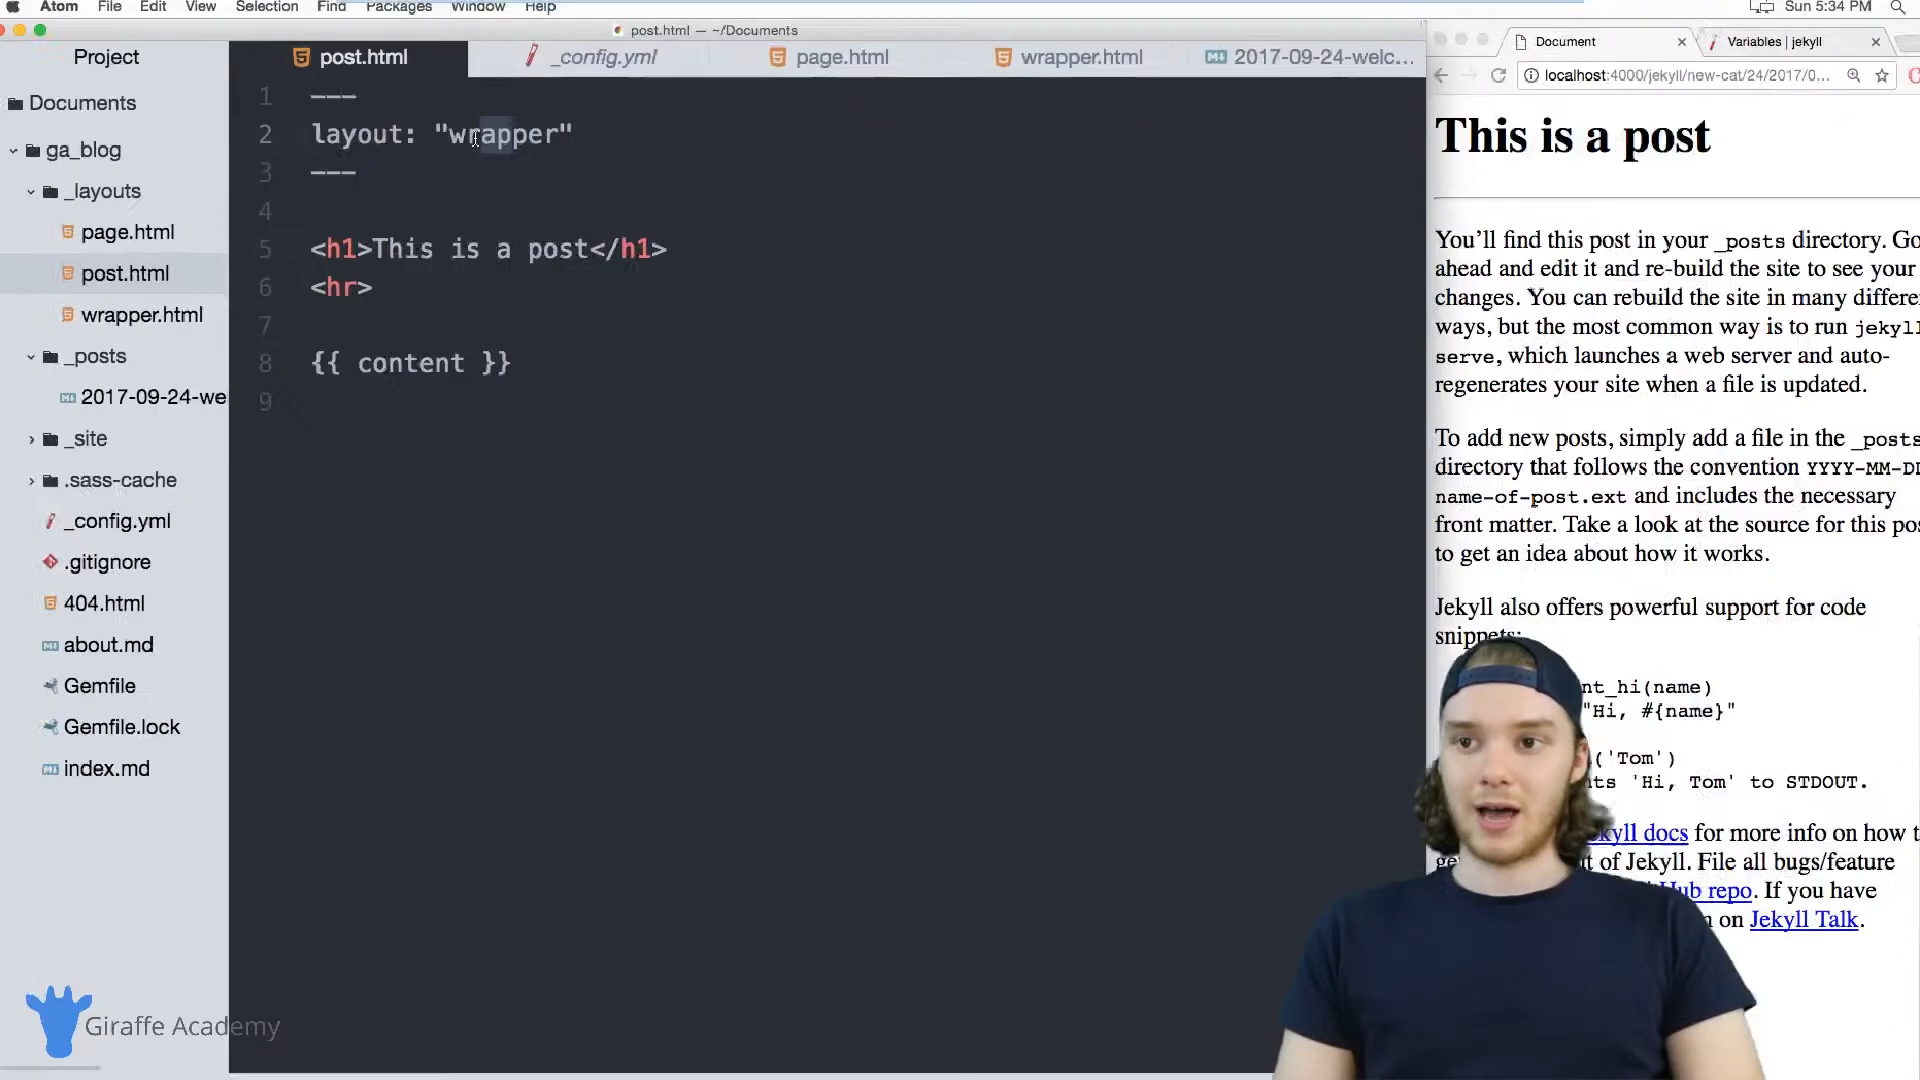 Atom File Edit View Selection Find Packages Window Help
Sun 5:34 PM
post.html — ~/Documents
Project
post.html
_config.yml
page.html
wrapper.html
2017-09-24-welc...
Document
Variables | jekyll
localhost:4000/jekyll/new-cat/24/2017/0...
Documents
ga_blog
_layouts
page.html
post.html
wrapper.html
_posts
2017-09-24-we
_site
.sass-cache
_config.yml
.gitignore
404.html
about.md
Gemfile
Gemfile.lock
index.md
1 ---
2 layout: "wrapper"
3 ---
4
5 <h1>This is a post</h1>
6 <hr>
7
8 {{ content }}
9
This is a post
You'll find this post in your _posts directory. Go
ahead and edit it and re-build the site to see your
changes. You can rebuild the site in many differe
ways, but the most common way is to run jekyll
serve, which launches a web server and auto-
regenerates your site when a file is updated.
To add new posts, simply add a file in the _posts
directory that follows the convention YYYY-MM-DD
name-of-post.ext and includes the necessary
front matter. Take a look at the source for this pos
to get an idea about how it works.
Jekyll also offers powerful support for code
snippets:
nt_hi(name)
"Hi, #{name}"
('Tom')
nts 'Hi, Tom' to STDOUT.
kyll docs for more info on how t
ge t of Jekyll. File all bugs/feature
Hub repo. If you have
on Jekyll Talk.
Giraffe Academy